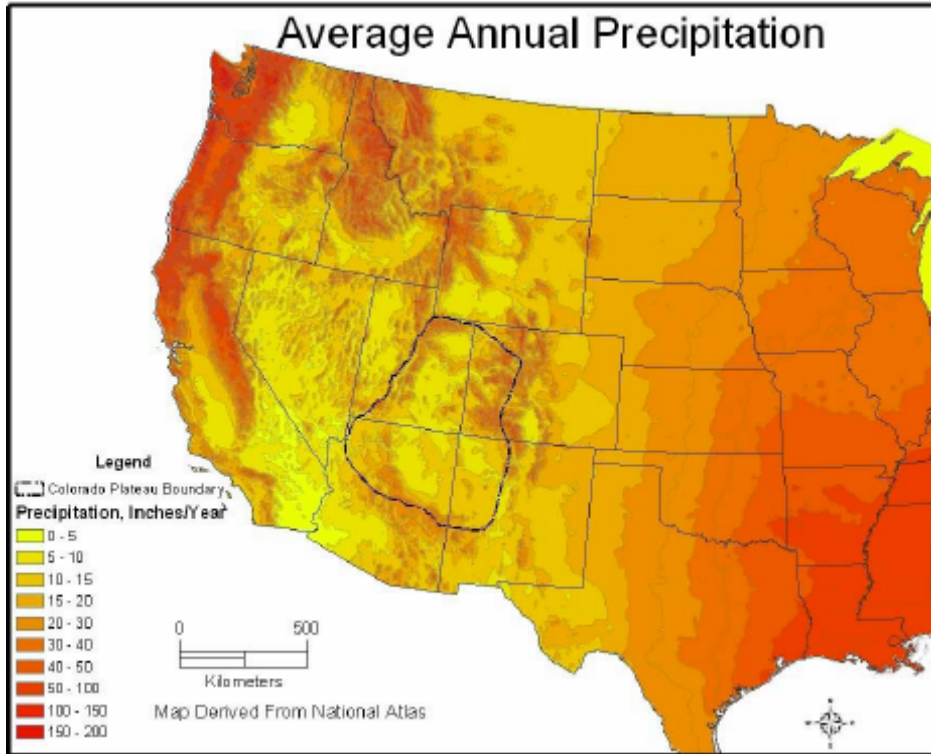 Average Annual Precipitation
Legend
Colorado Plateau Boundary
Precipitation, Inches/Year
0 - 5
5 - 10
10 - 15
15 - 20
20 - 30
30 - 40
40 - 50
50 - 100
100 - 150
150 - 200
0 500
Kilometers
Map Derived From National Atlas